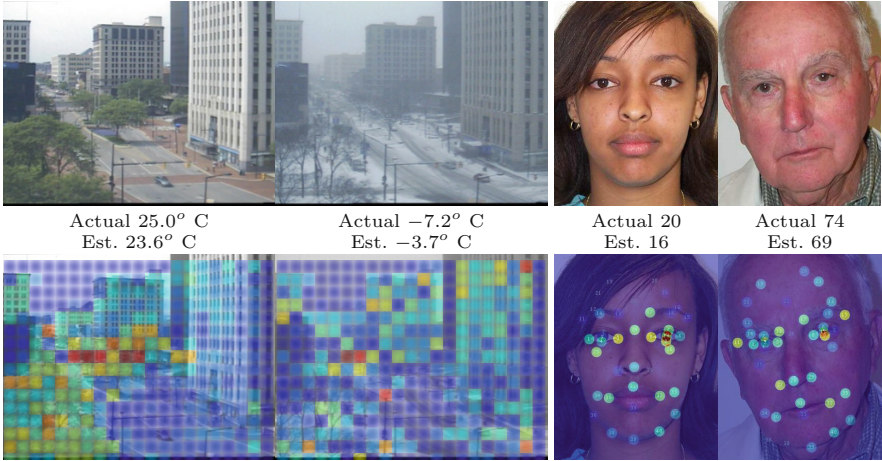 Actual 25.0° C
Est. 23.6° C
Actual −7.2° C
Est. −3.7° C
Actual 20
Est. 16
Actual 74
Est. 69